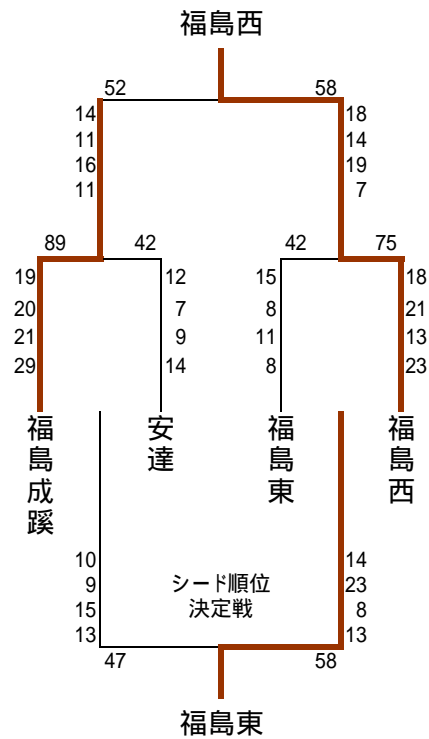 福島西
52 58
14 18
11 14
16 19
11 7
89 42 42 75
19 12 15 18
20 7 8 21
21 9 11 13
29 14 8 23
福島成蹊
安達
福島東
福島西
10 14
9 シード順位 23
15 決定戦 8
13 13
47 58
福島東